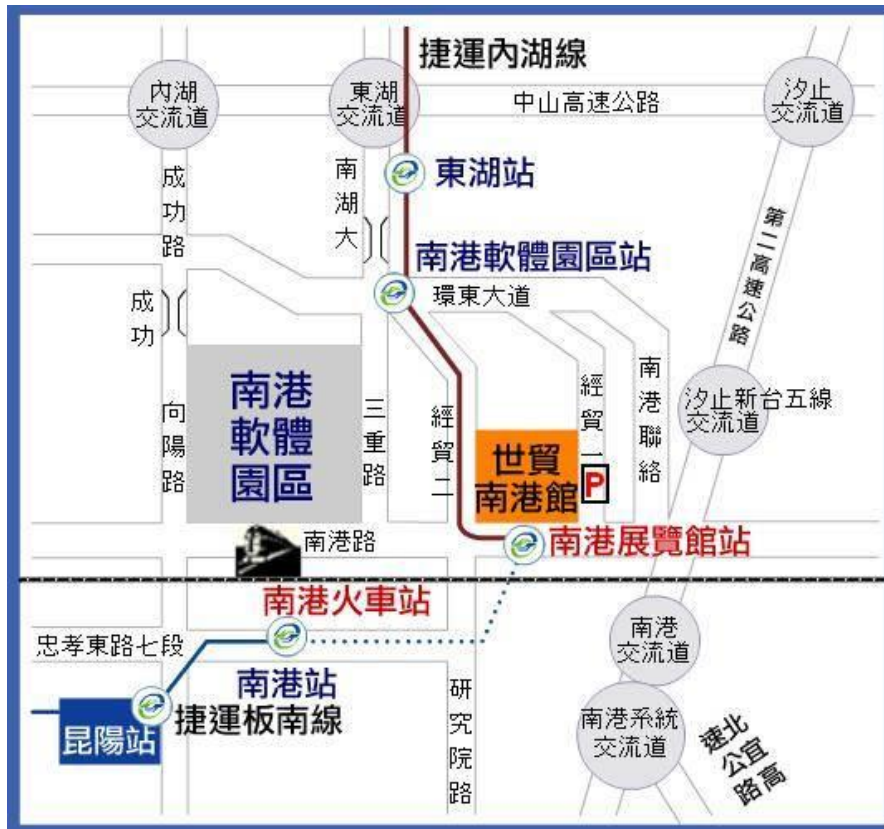 捷運內湖線
內湖
交流道
東湖
交流道
中山高速公路
汐止
交流道
東湖站
成功路
南湖大
第二高速公路
南港軟體園區站
環東大道
成功
南港
軟體
園區
向陽路
三重路
經貿二
經貿一
南港聯絡
汐止新台五線
交流道
世貿
南港館
P
南港路
南港展覽館站
南港火車站
忠孝東路七段
南港站
捷運板南線
昆陽站
研究院路
南港
交流道
南港系統
交流道
北宜高
速公路